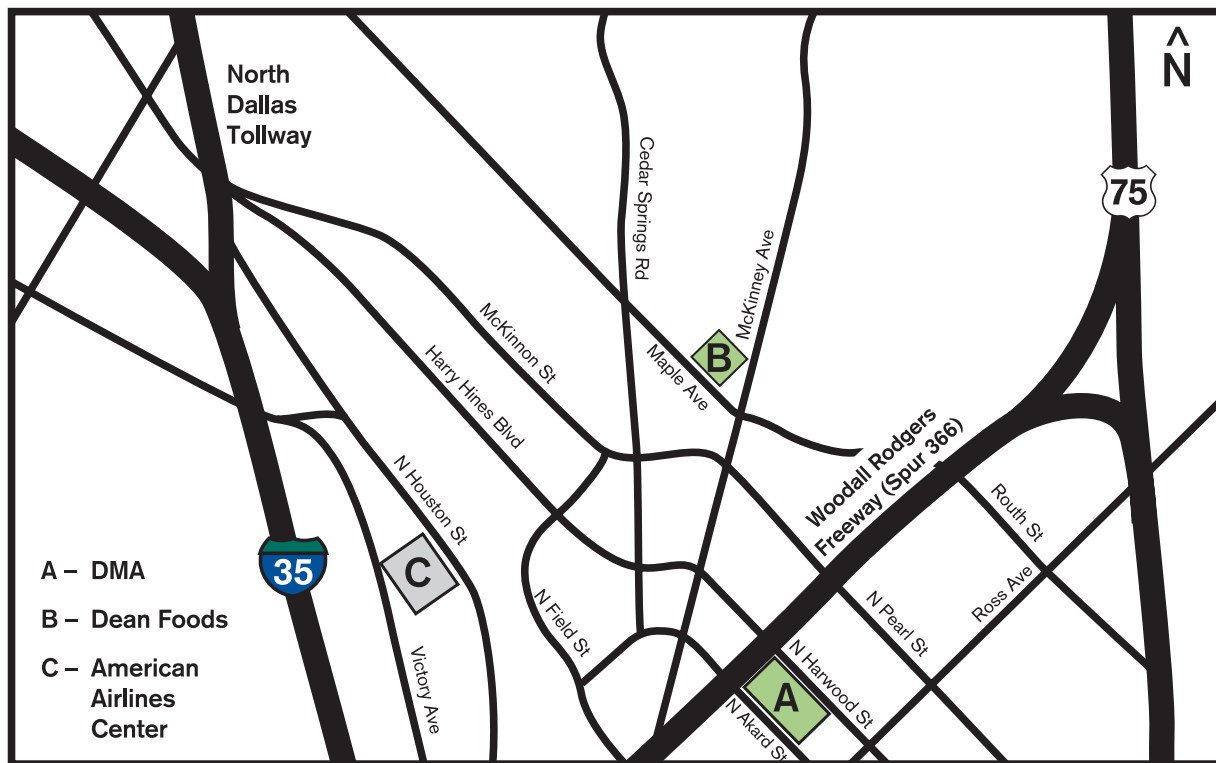 North
Dallas
Tollway
N
75
Cedar Springs Rd
McKinney Ave
McKinnon St
Harry Hines Blvd
Maple Ave
B
Woodall Rodgers
Freeway (Spur 366)
N Houston St
Routh St
Ross Ave
35
C
N Field St
N Pearl St
N Harwood St
A
N Akard St
Victory Ave
A – DMA
B – Dean Foods
C – American
Airlines
Center